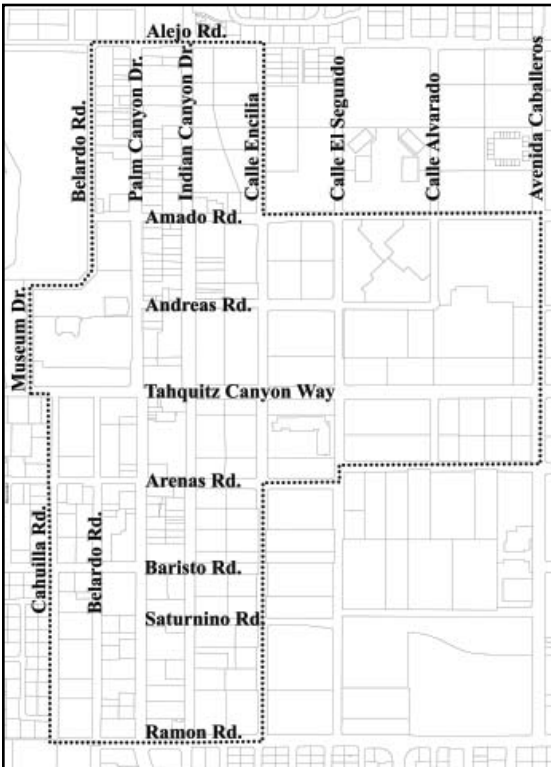 Alejo Rd.
Belardo Rd.
Palm Canyon Dr.
Indian Canyon Dr.
Calle Encilia
Calle El Segundo
Calle Alvarado
Avenida Caballeros
Amado Rd.
Museum Dr.
Andreas Rd.
Tahquitz Canyon Way
Arenas Rd.
Cahuilla Rd.
Belardo Rd.
Baristo Rd.
Saturnino Rd.
Ramon Rd.